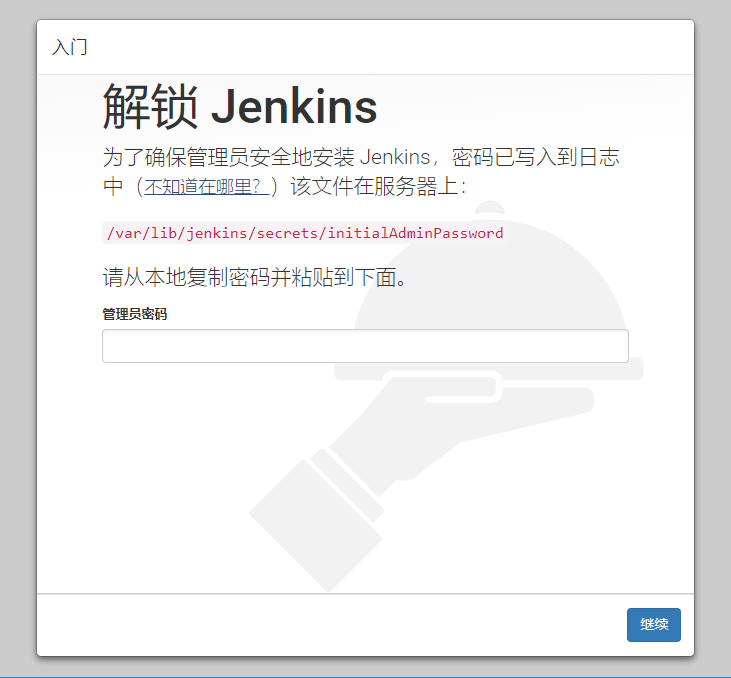 入门
解锁 Jenkins
为了确保管理员安全地安装 Jenkins，密码已写入到日志
中（不知道在哪里？）该文件在服务器上：
/var/lib/jenkins/secrets/initialAdminPassword
请从本地复制密码并粘贴到下面。
管理员密码
继续